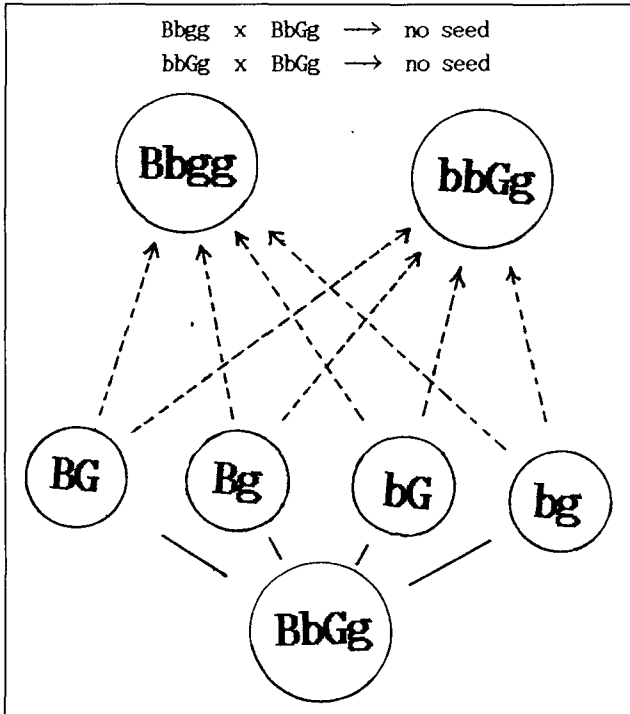 Bbgg x BbGg → no seed
bbGg x BbGg → no seed
Bbgg
bbGg
BG
Bg
bG
bg
BbGg